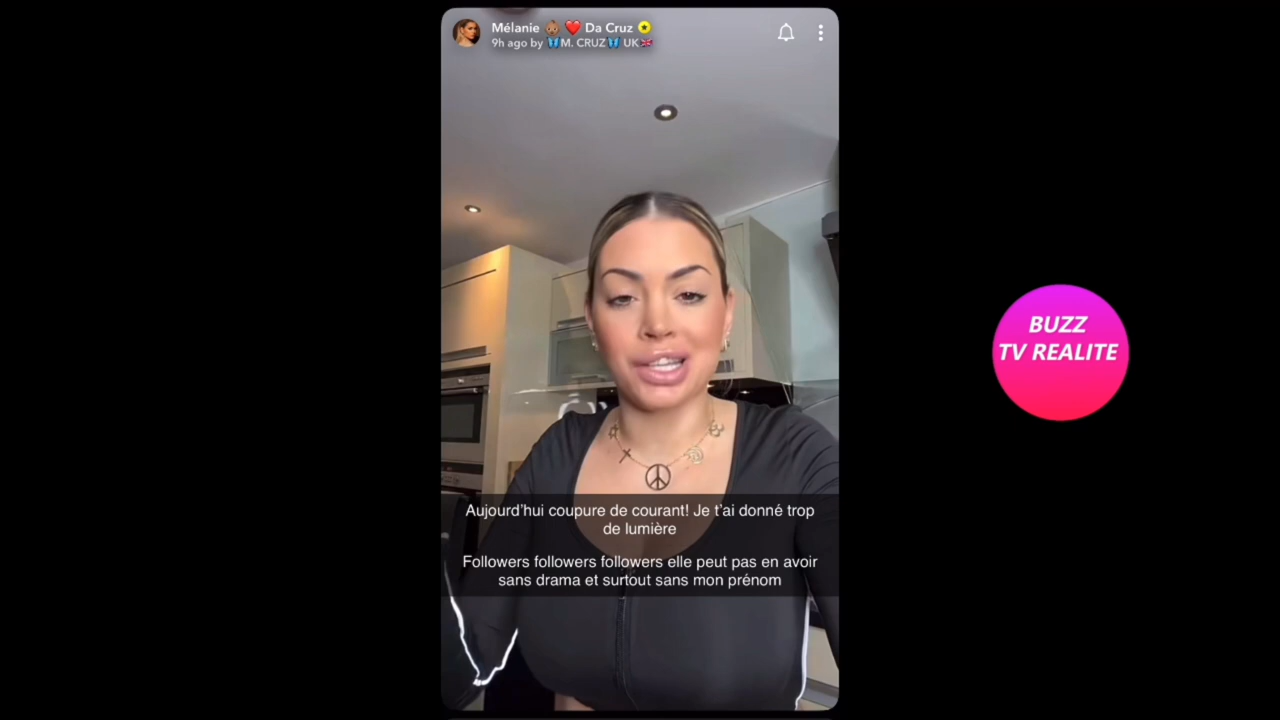 Mélanie 👶🏽 ❤️ Da Cruz
9h ago by 🦋M. CRUZ🦋 UK🇬🇧
BUZZ
TV REALITE
Aujourd'hui coupure de courant! Je t'ai donné trop
de lumière
Followers followers followers elle peut pas en avoir
sans drama et surtout sans mon prénom